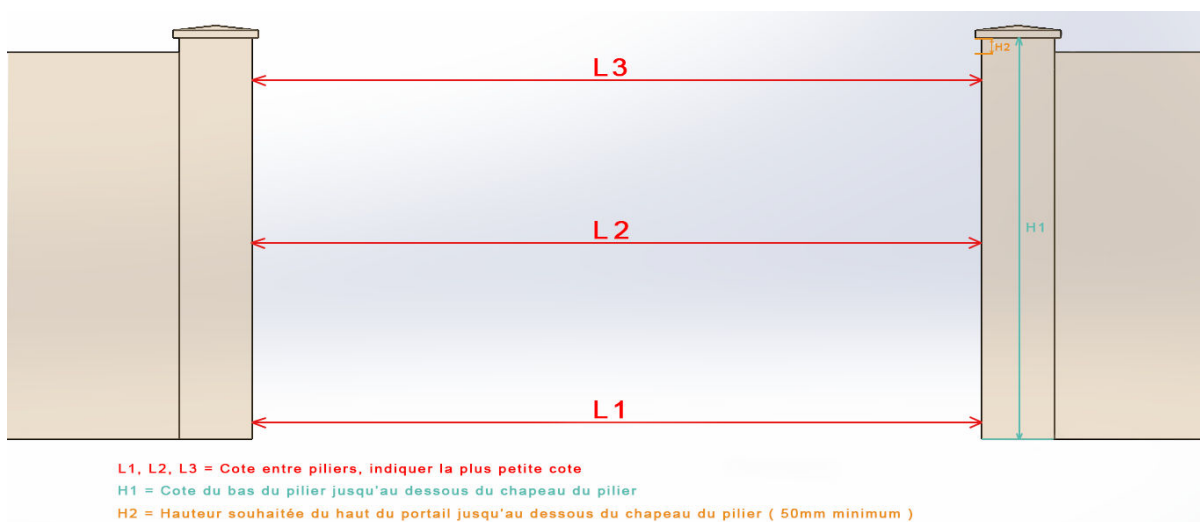 H2
L3
L2
H1
L1
L1, L2, L3 = Cote entre piliers, indiquer la plus petite cote
H1 = Cote du bas du pilier jusqu'au dessous du chapeau du pilier
H2 = Hauteur souhaitée du haut du portail jusqu'au dessous du chapeau du pilier ( 50mm minimum )